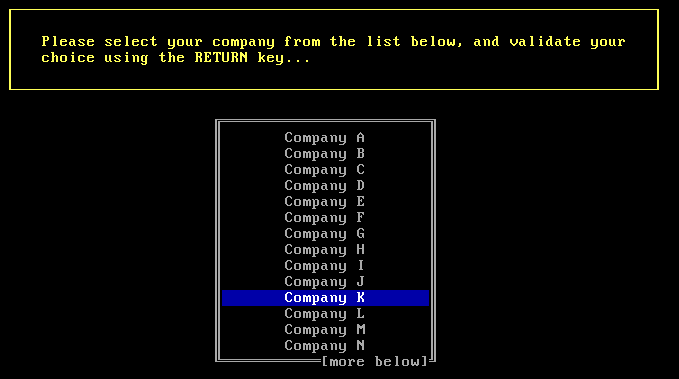 Please select your company from the list below, and validate your
choice using the RETURN key...
Company A
Company B
Company C
Company D
Company E
Company F
Company G
Company H
Company I
Company J
Company K
Company L
Company M
Company N
[more below]